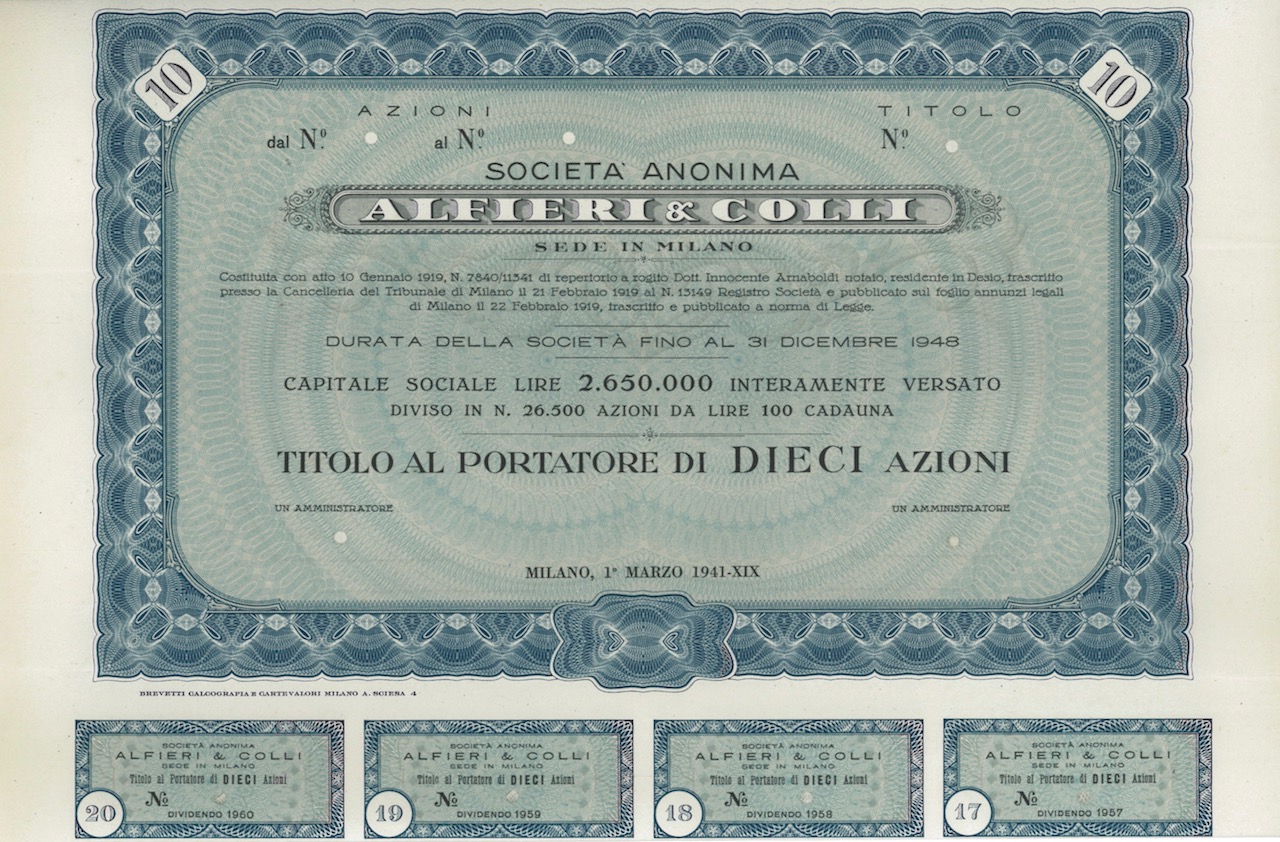 10
10
AZIONI
TITOLO
dal N.º al N.º
N.º
SOCIETÀ ANONIMA
ALFIERI & COLLI
SEDE IN MILANO
Costituita con atto 10 Gennaio 1919, N. 7840/11341 di repertorio a rogito Dott. Innocente Arnaboldi notaio, residente in Desio, trascritto
presso la Cancelleria del Tribunale di Milano il 21 Febbraio 1919 al N. 13149 Registro Società e pubblicato sul foglio annunzi legali
di Milano il 22 Febbraio 1919, trascritto e pubblicato a norma di Legge.
DURATA DELLA SOCIETÀ FINO AL 31 DICEMBRE 1948
CAPITALE SOCIALE LIRE 2.650.000 INTERAMENTE VERSATO
DIVISO IN N. 26.500 AZIONI DA LIRE 100 CADAUNA
TITOLO AL PORTATORE DI DIECI AZIONI
UN AMMINISTRATORE
UN AMMINISTRATORE
MILANO, 1º MARZO 1941-XIX
BREVETTI CALCOGRAFIA E CARTEVALORI MILANO A. SCIESA 4
SOCIETÀ ANONIMA
ALFIERI & COLLI
SEDE IN MILANO
Titolo al Portatore di DIECI Azioni
No
20
DIVIDENDO 1960
SOCIETÀ ANONIMA
ALFIERI & COLLI
SEDE IN MILANO
Titolo al Portatore di DIECI Azioni
No
19
DIVIDENDO 1959
SOCIETÀ ANONIMA
ALFIERI & COLLI
SEDE IN MILANO
Titolo al Portatore di DIECI Azioni
No
18
DIVIDENDO 1958
SOCIETÀ ANONIMA
ALFIERI & COLLI
SEDE IN MILANO
Titolo al Portatore di DIECI Azioni
No
17
DIVIDENDO 1957